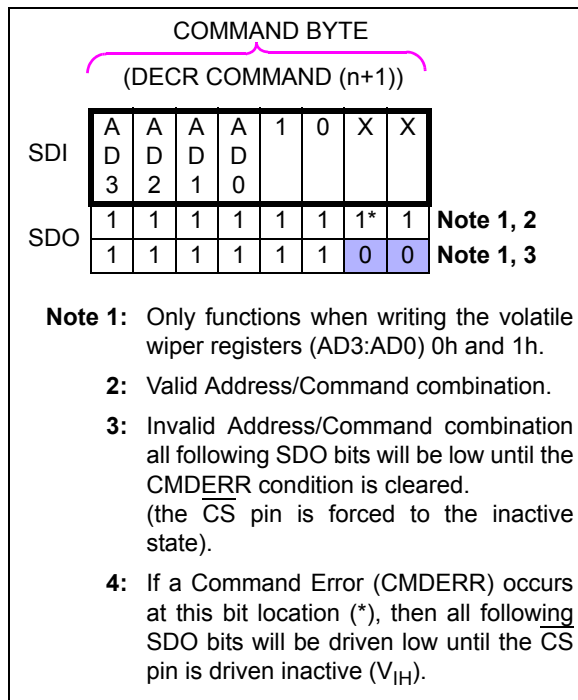 COMMAND BYTE
(DECR COMMAND (n+1))
SDI
A A A A 1 0 X X
D D D D
3 2 1 0
SDO
1 1 1 1 1 1 1* 1 Note 1, 2
1 1 1 1 1 1 0 0 Note 1, 3
Note 1: Only functions when writing the volatile
wiper registers (AD3:AD0) 0h and 1h.
2: Valid Address/Command combination.
3: Invalid Address/Command combination
all following SDO bits will be low until the
CMDERR condition is cleared.
(the CS pin is forced to the inactive
state).
4: If a Command Error (CMDERR) occurs
at this bit location (*), then all following
SDO bits will be driven low until the CS
pin is driven inactive (VIH).